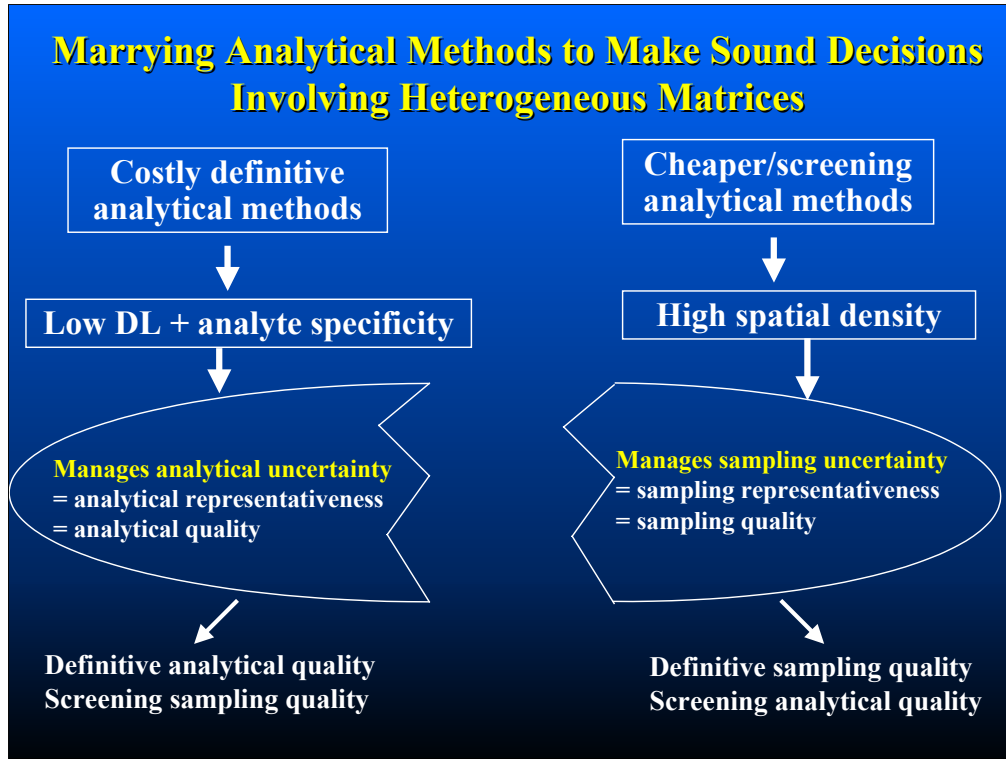 Marrying Analytical Methods to Make Sound Decisions
Involving Heterogeneous Matrices
Costly definitive
analytical methods
Low DL + analyte specificity
Manages analytical uncertainty
= analytical representativeness
= analytical quality
Definitive analytical quality
Screening sampling quality
Cheaper/screening
analytical methods
High spatial density
Manages sampling uncertainty
= sampling representativeness
= sampling quality
Definitive sampling quality
Screening analytical quality